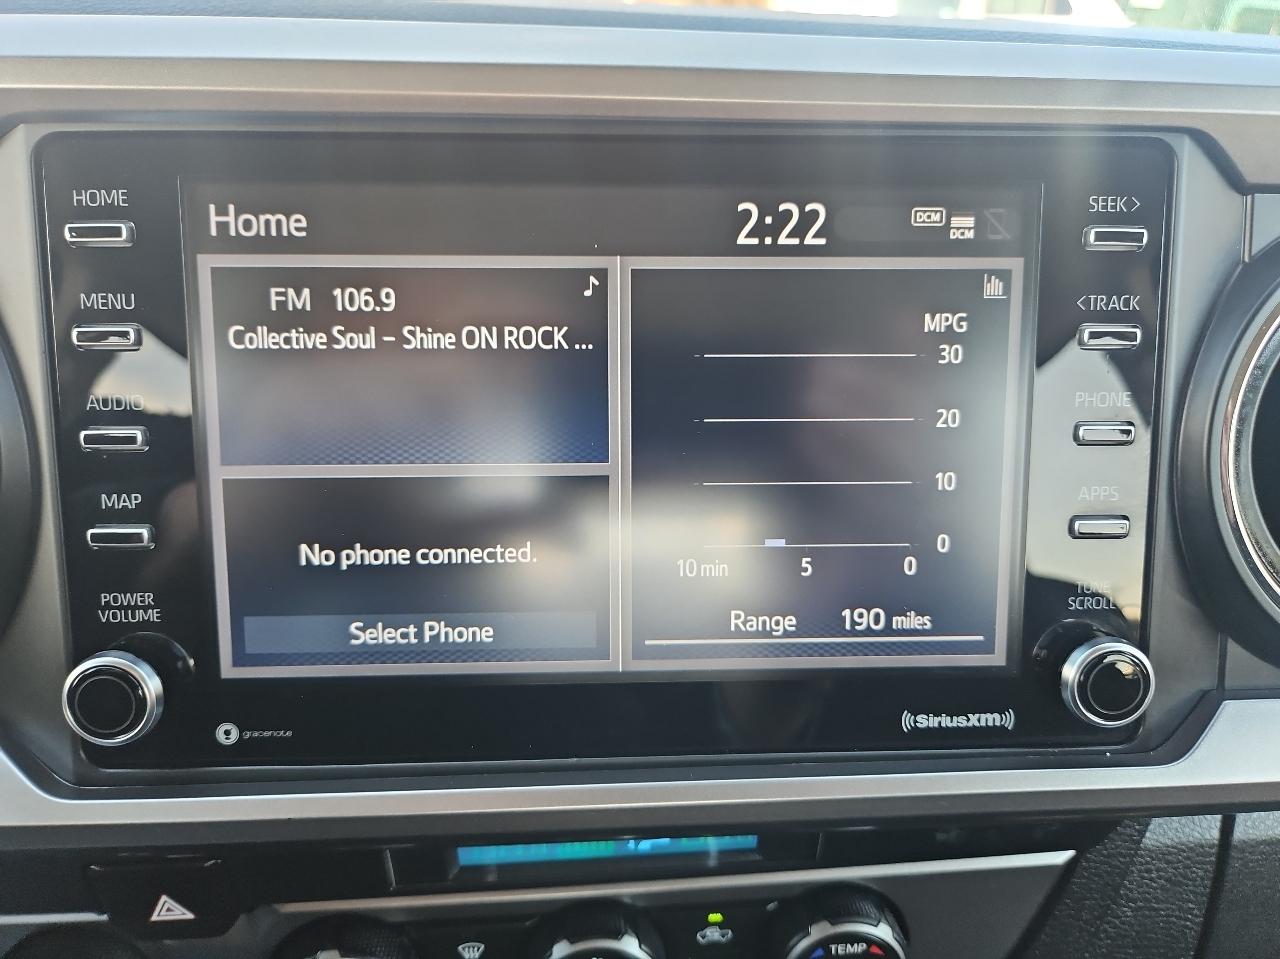 HOME
MENU
AUDIO
MAP
POWER
VOLUME
Home
2:22
DCM
DCM
FM 106.9
Collective Soul - Shine ON ROCK ...
No phone connected.
Select Phone
MPG
30
20
10
0
10 min 5 0
Range 190 miles
SEEK >
< TRACK
PHONE
APPS
TUNE
SCROLL
gracenote
((SiriusXM))
TEMP